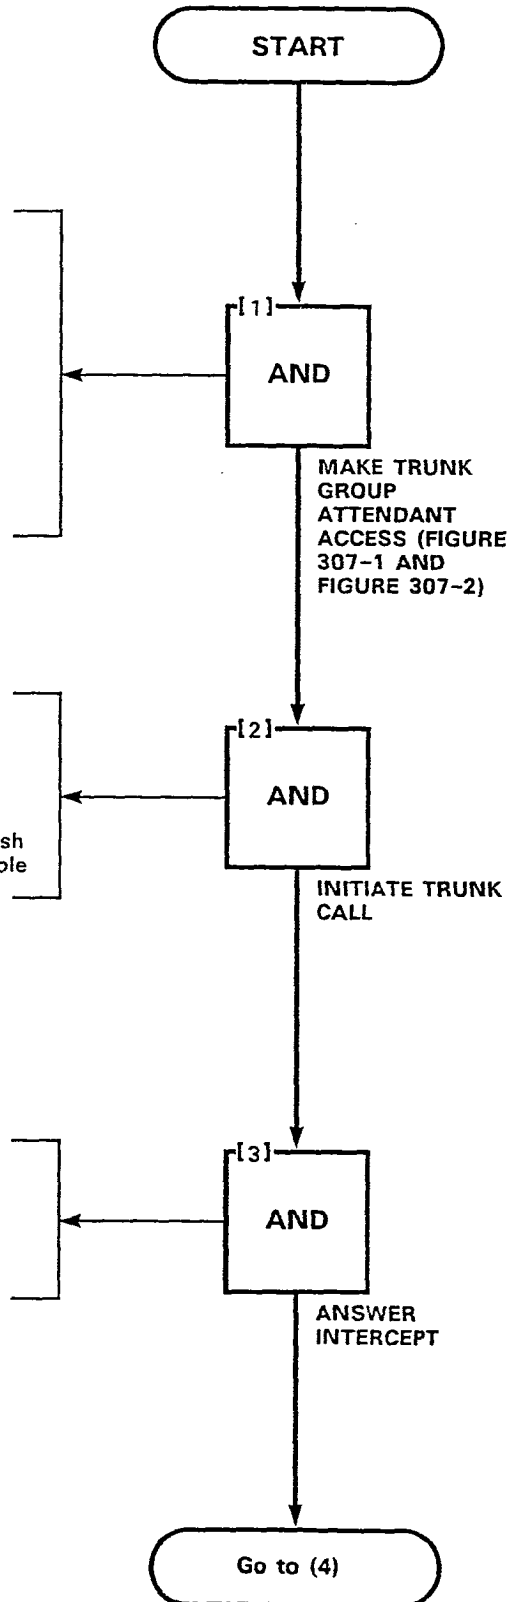 START
[1]
AND
MAKE TRUNK
GROUP
ATTENDANT
ACCESS (FIGURE
307-1 AND
FIGURE 307-2)
[2]
AND
INITIATE TRUNK
CALL
[3]
AND
ANSWER
INTERCEPT
Go to (4)